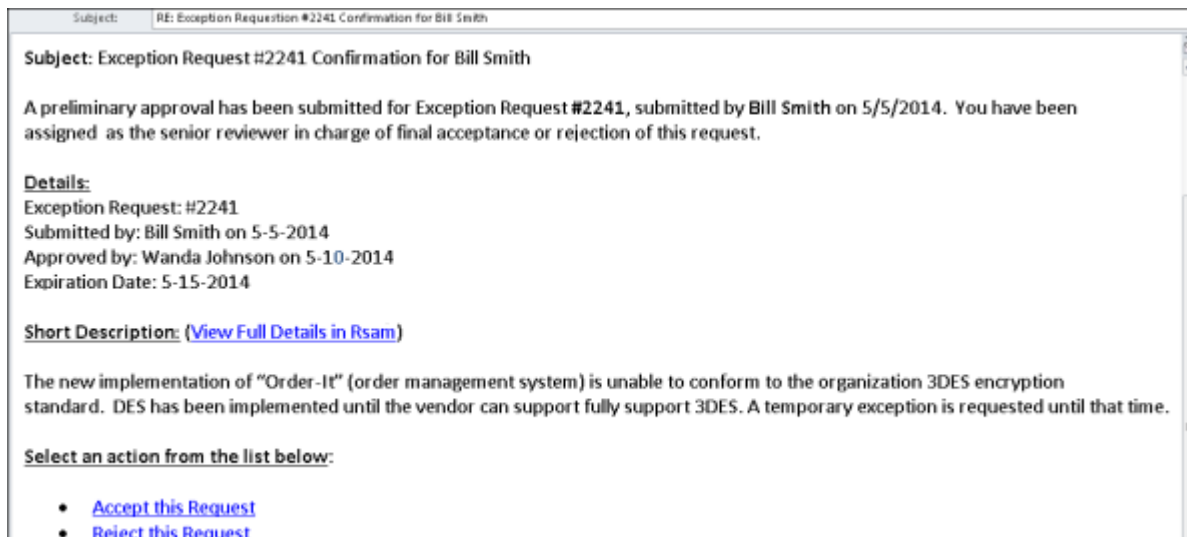 Subject: RE: Exception Requestion #2241 Confirmation for Bill Smith
Subject: Exception Request #2241 Confirmation for Bill Smith
A preliminary approval has been submitted for Exception Request #2241, submitted by Bill Smith on 5/5/2014. You have been
assigned as the senior reviewer in charge of final acceptance or rejection of this request.
Details:
Exception Request: #2241
Submitted by: Bill Smith on 5-5-2014
Approved by: Wanda Johnson on 5-10-2014
Expiration Date: 5-15-2014
Short Description: (View Full Details in Rsam)
The new implementation of “Order-It” (order management system) is unable to conform to the organization 3DES encryption
standard. DES has been implemented until the vendor can support fully support 3DES. A temporary exception is requested until that time.
Select an action from the list below:
• Accept this Request
• Reject this Request